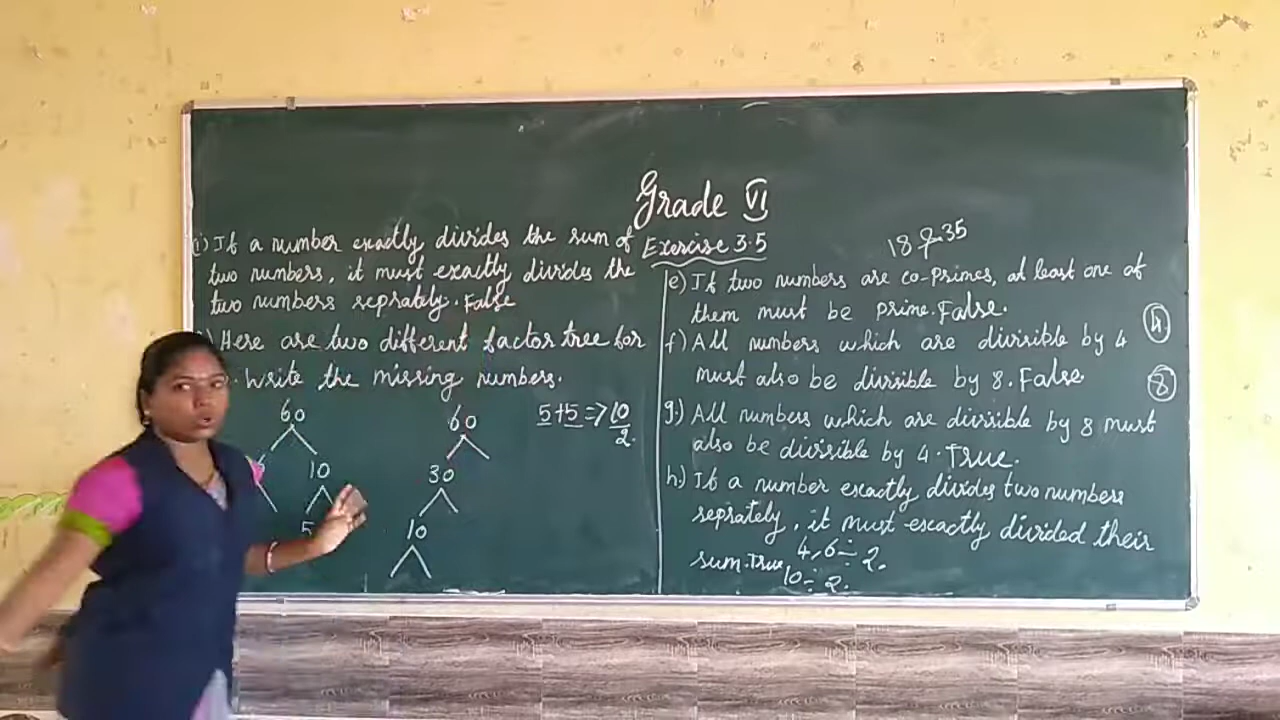 Grade VI
Exercise 3.5
i) If a number exactly divides the sum of
two numbers, it must exactly divides the
two numbers seprately. False
) Here are two different factor tree for
. Write the missing numbers.
60
10
5
60
30
10
5+5 => 10
2.
18 & 35
e) If two numbers are co-primes, at least one of
them must be prime. False.
f) All numbers which are divisible by 4
must also be divisible by 8. False
4
8
g.) All numbers which are divisible by 8 must
also be divisible by 4. True.
h.) If a number exactly divides two numbers
seprately, it must exactly divided their
sum. True 4, 6 ÷ 2.
10 ÷ 2.